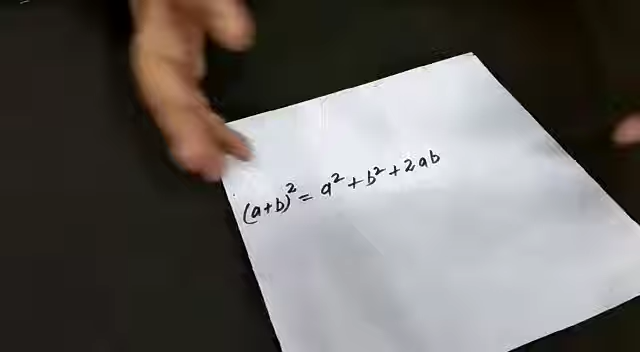 (a+b)² = a² + b² + 2ab